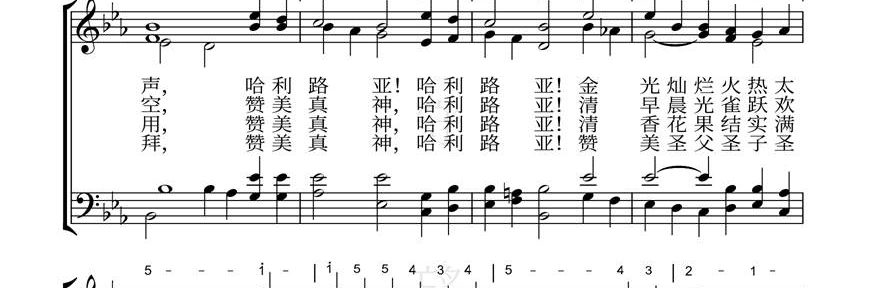 声， 哈 利 路 亚！哈 利 路 亚！金 光 灿 烂 火 热 太
空， 赞 美 真 神，哈 利 路 亚！清 早 晨 光 雀 跃 欢
用， 赞 美 真 神，哈 利 路 亚！清 香 花 果 结 实 满
拜， 赞 美 真 神，哈 利 路 亚！赞 美 圣 父 圣 子 圣
5 - - i - | i 5 5 4 3 4 | 5 - - 4 3 | 2 - 1 -